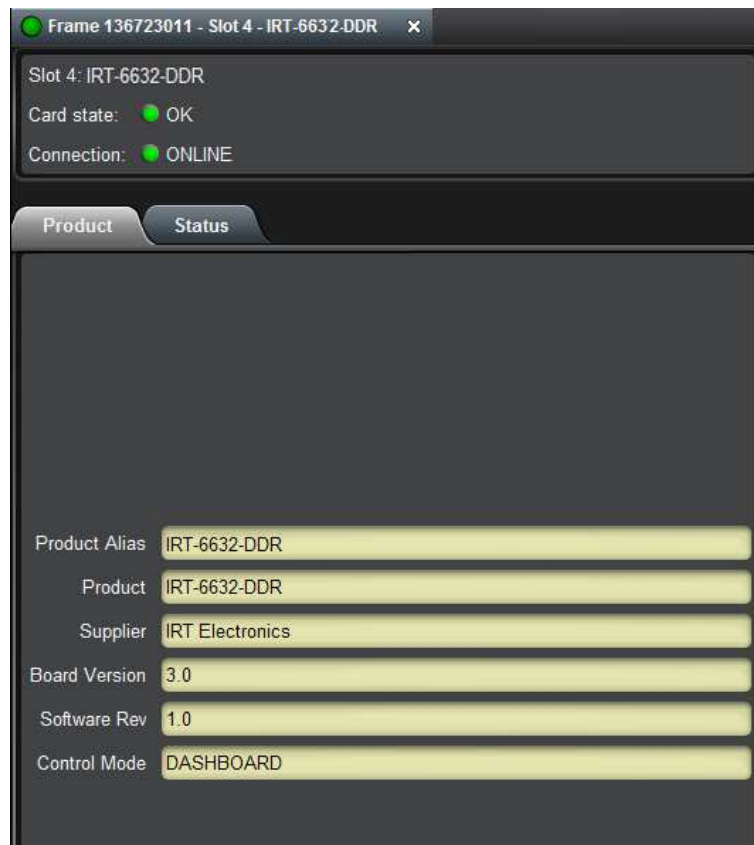 Frame 136723011 - Slot 4 - IRT-6632-DDR x
Slot 4: IRT-6632-DDR
Card state: OK
Connection: ONLINE
Product Status
Product Alias IRT-6632-DDR
Product IRT-6632-DDR
Supplier IRT Electronics
Board Version 3.0
Software Rev 1.0
Control Mode DASHBOARD